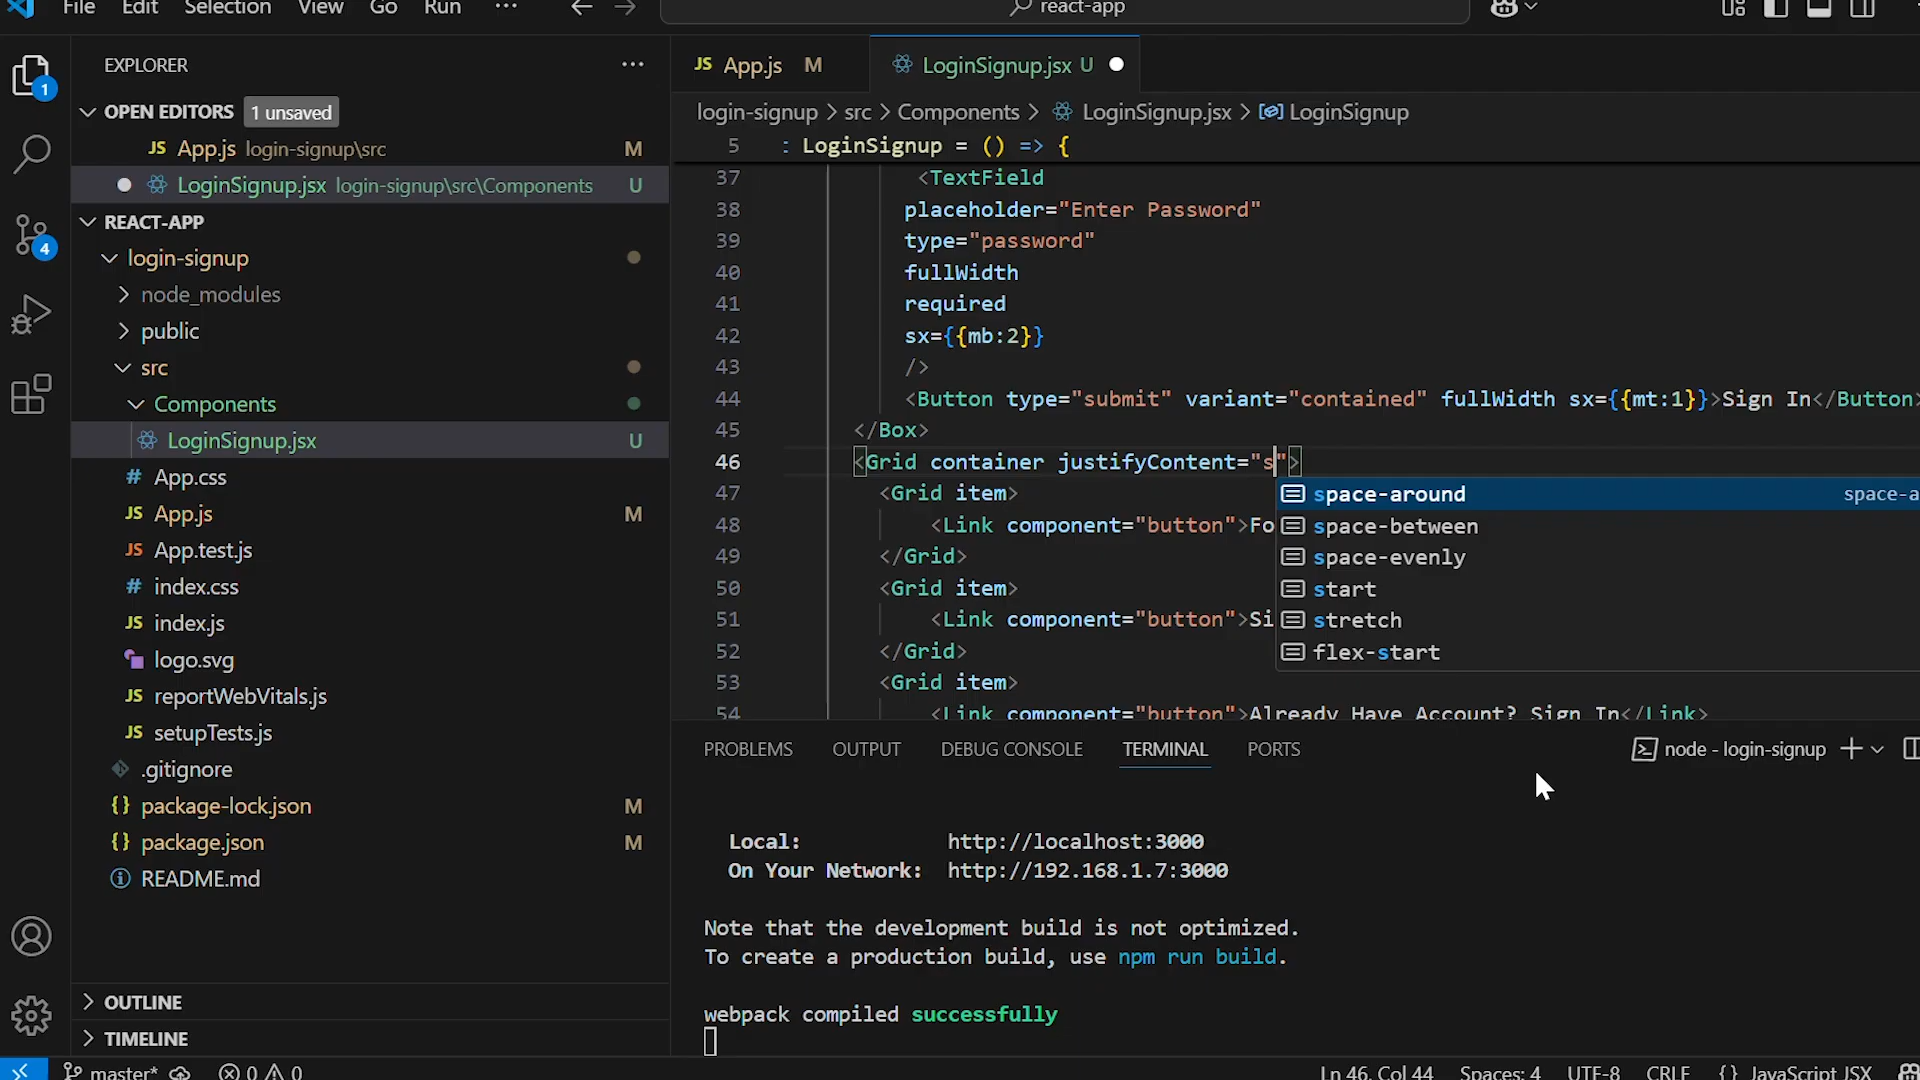 File Edit Selection View Go Run ···
react-app
EXPLORER
OPEN EDITORS 1 unsaved
JS App.js login-signup\src M
LoginSignup.jsx login-signup\src\Components U
REACT-APP
login-signup
node_modules
public
src
Components
LoginSignup.jsx U
# App.css
JS App.js M
JS App.test.js
# index.css
JS index.js
logo.svg
JS reportWebVitals.js
JS setupTests.js
.gitignore
{} package-lock.json M
{} package.json M
README.md
OUTLINE
TIMELINE
1
4
JS App.js M
LoginSignup.jsx U
login-signup > src > Components > LoginSignup.jsx > LoginSignup
5 : LoginSignup = () => {
37 <TextField
38 placeholder="Enter Password"
39 type="password"
40 fullWidth
41 required
42 sx={{mb:2}}
43 />
44 <Button type="submit" variant="contained" fullWidth sx={{mt:1}}>Sign In</Button>
45 </Box>
46 <Grid container justifyContent="s">
47 <Grid item>
48 <Link component="button">Fo
49 </Grid>
50 <Grid item>
51 <Link component="button">Si
52 </Grid>
53 <Grid item>
54 <Link component="button">Already Have Account? Sign In</Link>
space-around space-a
space-between
space-evenly
start
stretch
flex-start
PROBLEMS OUTPUT DEBUG CONSOLE TERMINAL PORTS
node - login-signup
Local: http://localhost:3000
On Your Network: http://192.168.1.7:3000
Note that the development build is not optimized.
To create a production build, use npm run build.
webpack compiled successfully
master* 0 0
Ln 46, Col 44 Spaces: 4 UTF-8 CRLF {} JavaScript JSX